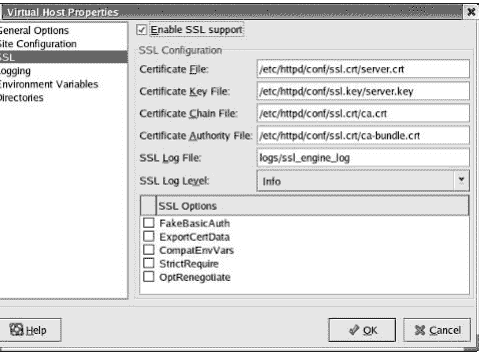 Virtual Host Properties
General Options
Site Configuration
SSL
Logging
Environment Variables
Directories
Enable SSL support
SSL Configuration
Certificate File: /etc/httpd/conf/ssl.crt/server.crt
Certificate Key File: /etc/httpd/conf/ssl.key/server.key
Certificate Chain File: /etc/httpd/conf/ssl.crt/ca.crt
Certificate Authority File: /etc/httpd/conf/ssl.crt/ca-bundle.crt
SSL Log File: logs/ssl_engine_log
SSL Log Level: Info
SSL Options
FakeBasicAuth
ExportCertData
CompatEnvVars
StrictRequire
OptRenegotiate
Help
OK
Cancel